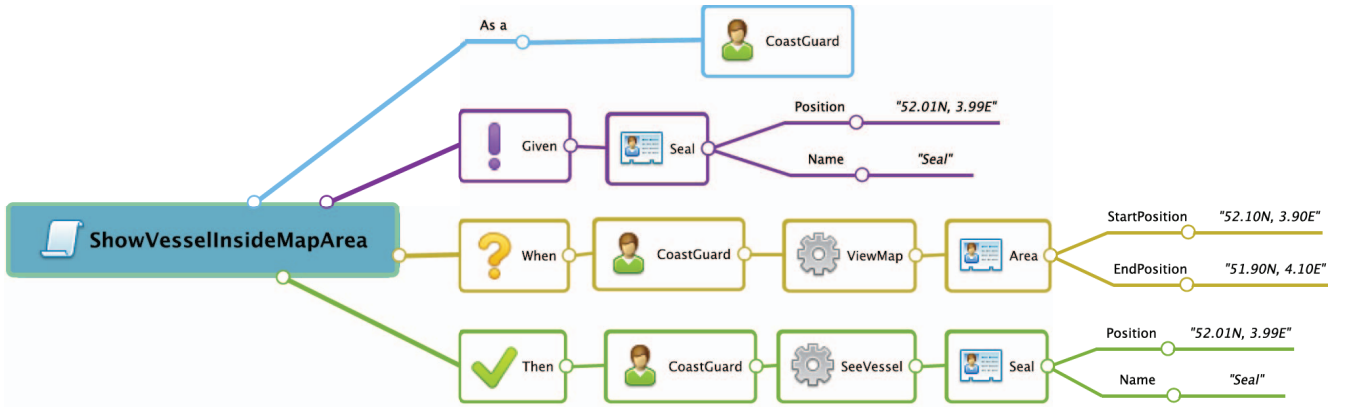 As a
CoastGuard
Position "52.01N, 3.99E"
Given
Seal
Name "Seal"
ShowVesselInsideMapArea
StartPosition "52.10N, 3.90E"
When
CoastGuard
ViewMap
Area
EndPosition "51.90N, 4.10E"
Position "52.01N, 3.99E"
Then
CoastGuard
SeeVessel
Seal
Name "Seal"